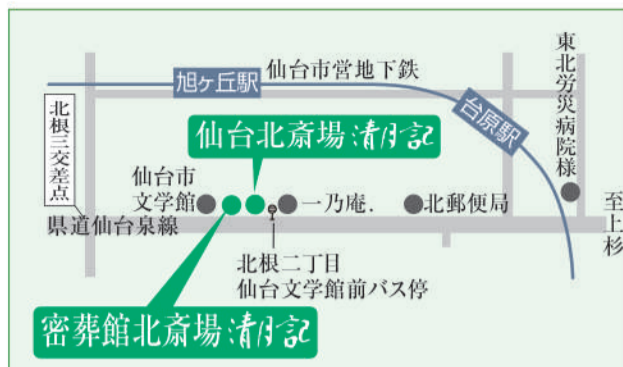 仙台市営地下鉄
旭ヶ丘駅
台原駅
東北労災病院様
北根三交差点
仙台北斎場 清月記
仙台市
文学館
一乃庵.
北郵便局
至上杉
県道仙台泉線
北根二丁目
仙台文学館前バス停
密葬館北斎場 清月記